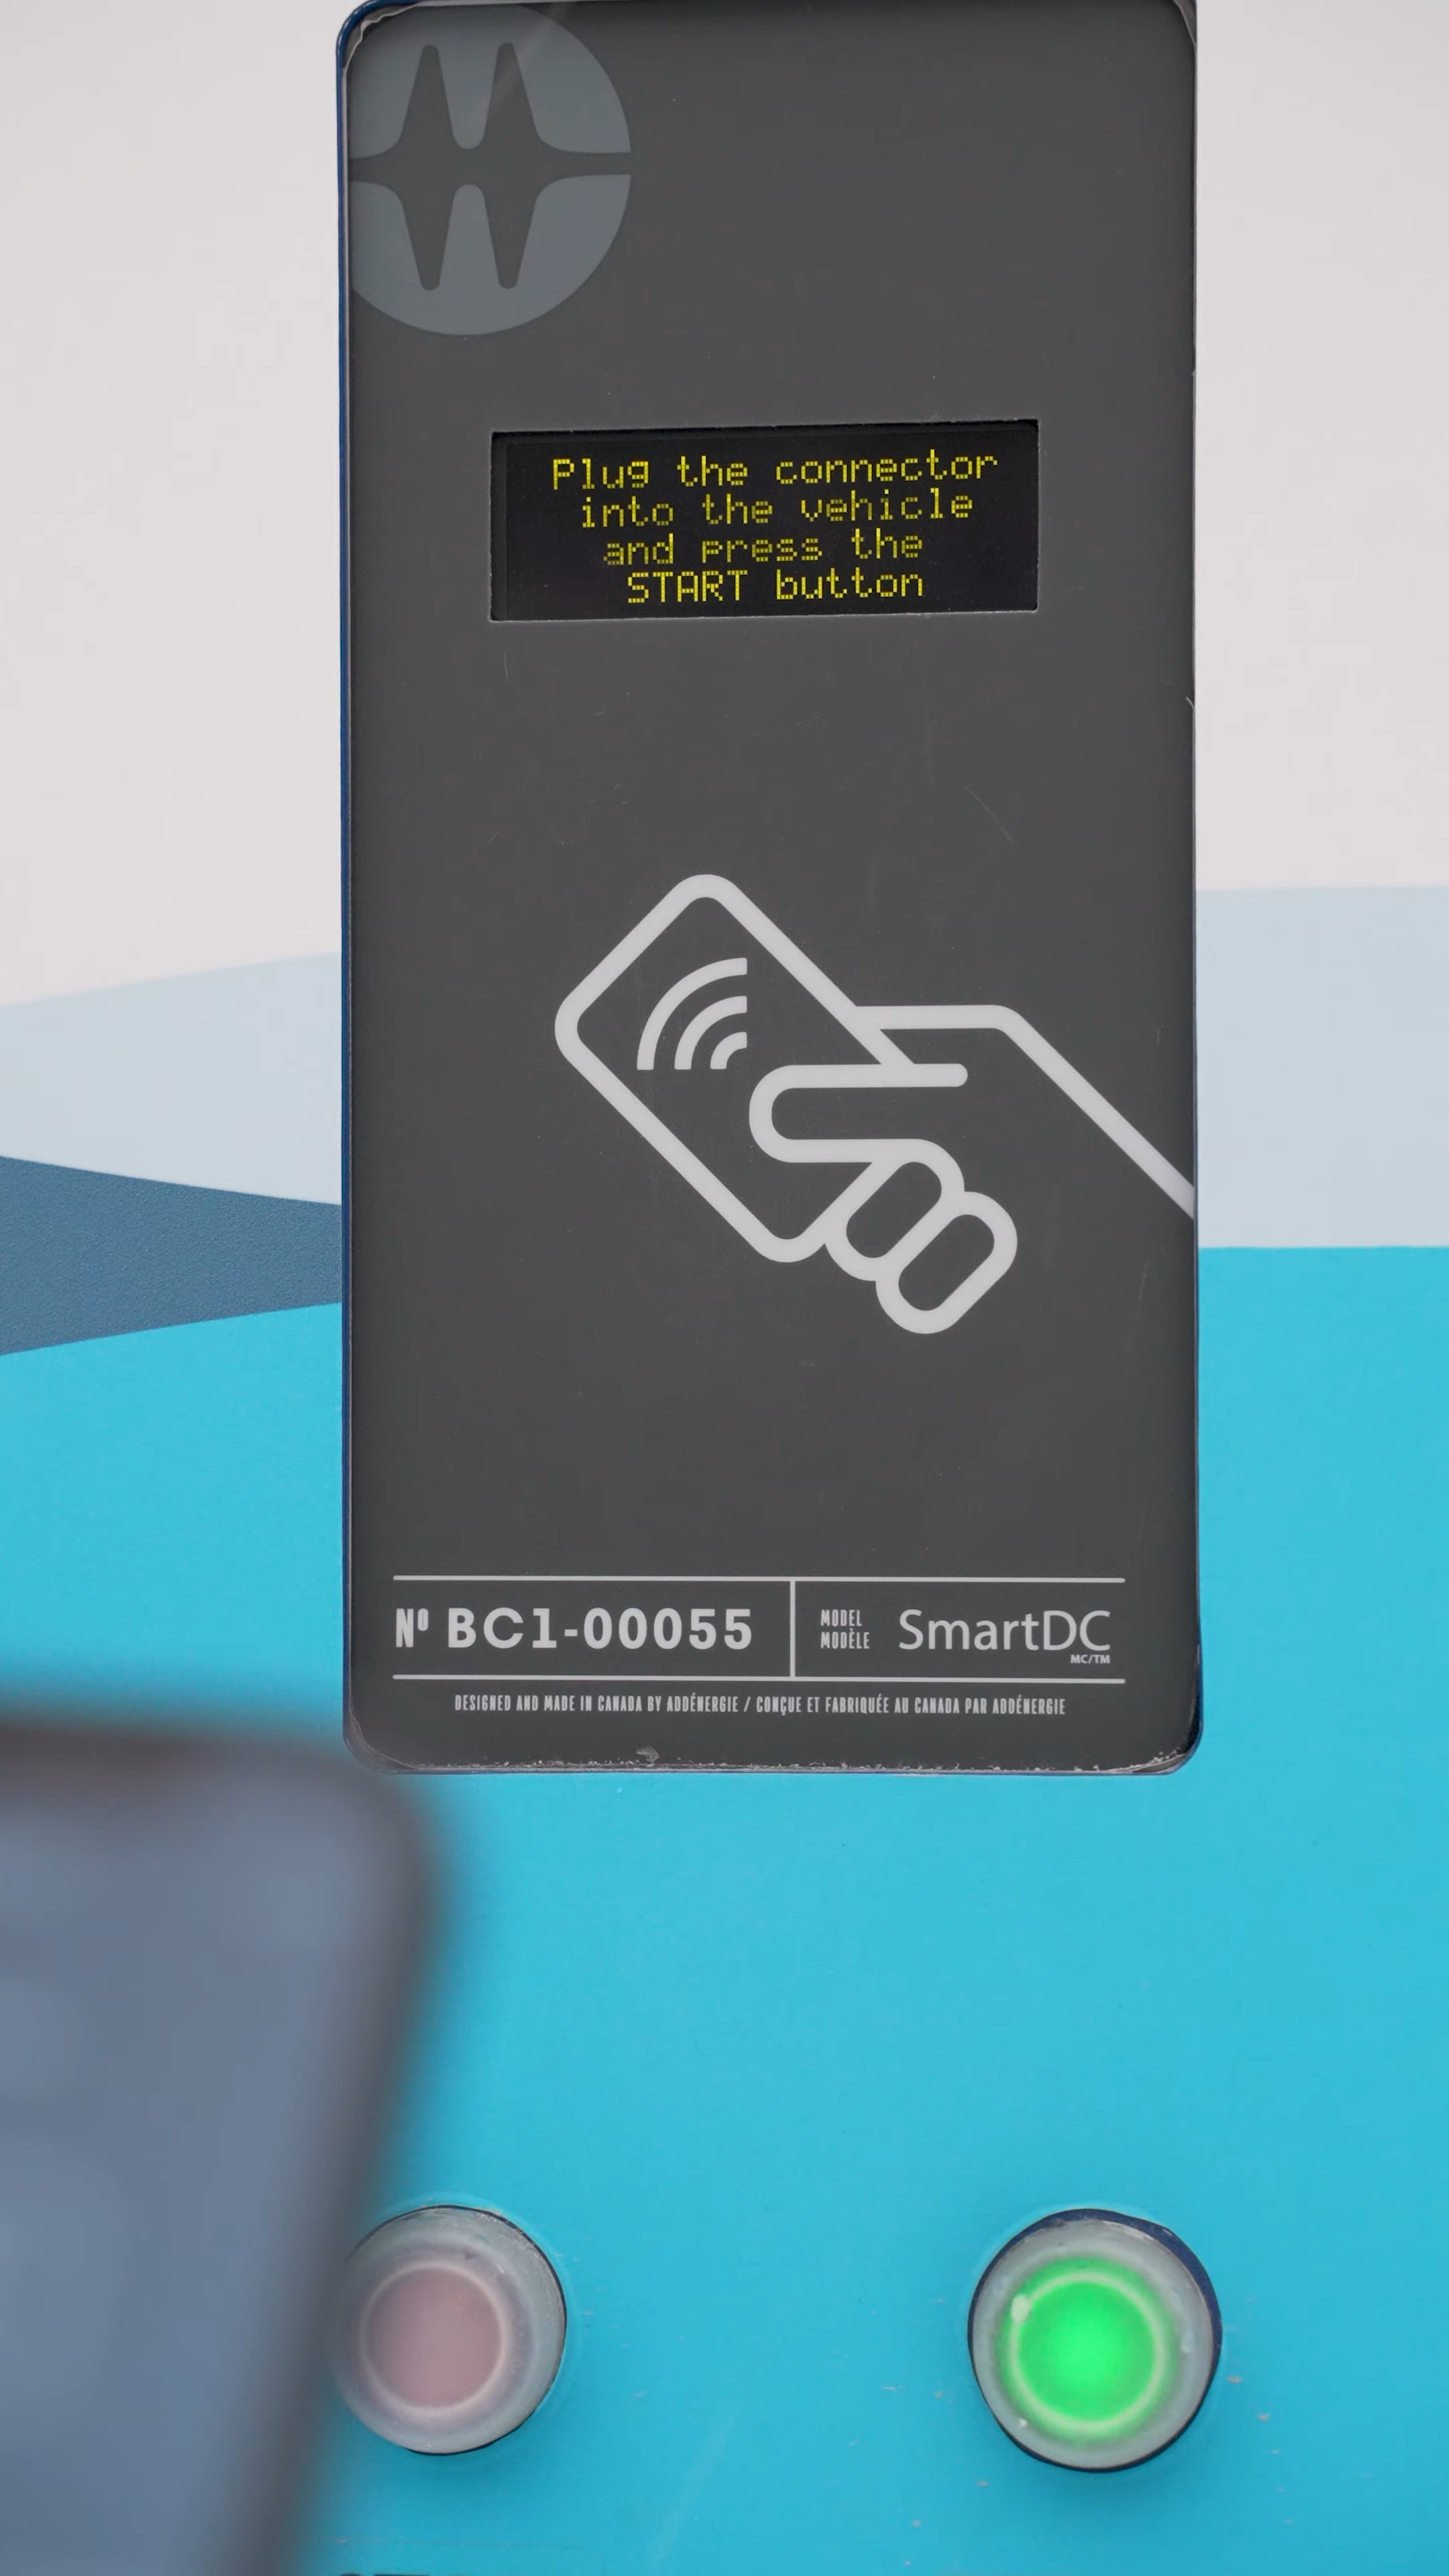 Plug the connector
into the vehicle
and press the
START button
Nº BC1-00055
MODEL
MODÈLE
SmartDC
MC/TM
DESIGNED AND MADE IN CANADA BY ADDÉNERGIE / CONÇUE ET FABRIQUÉE AU CANADA PAR ADDÉNERGIE